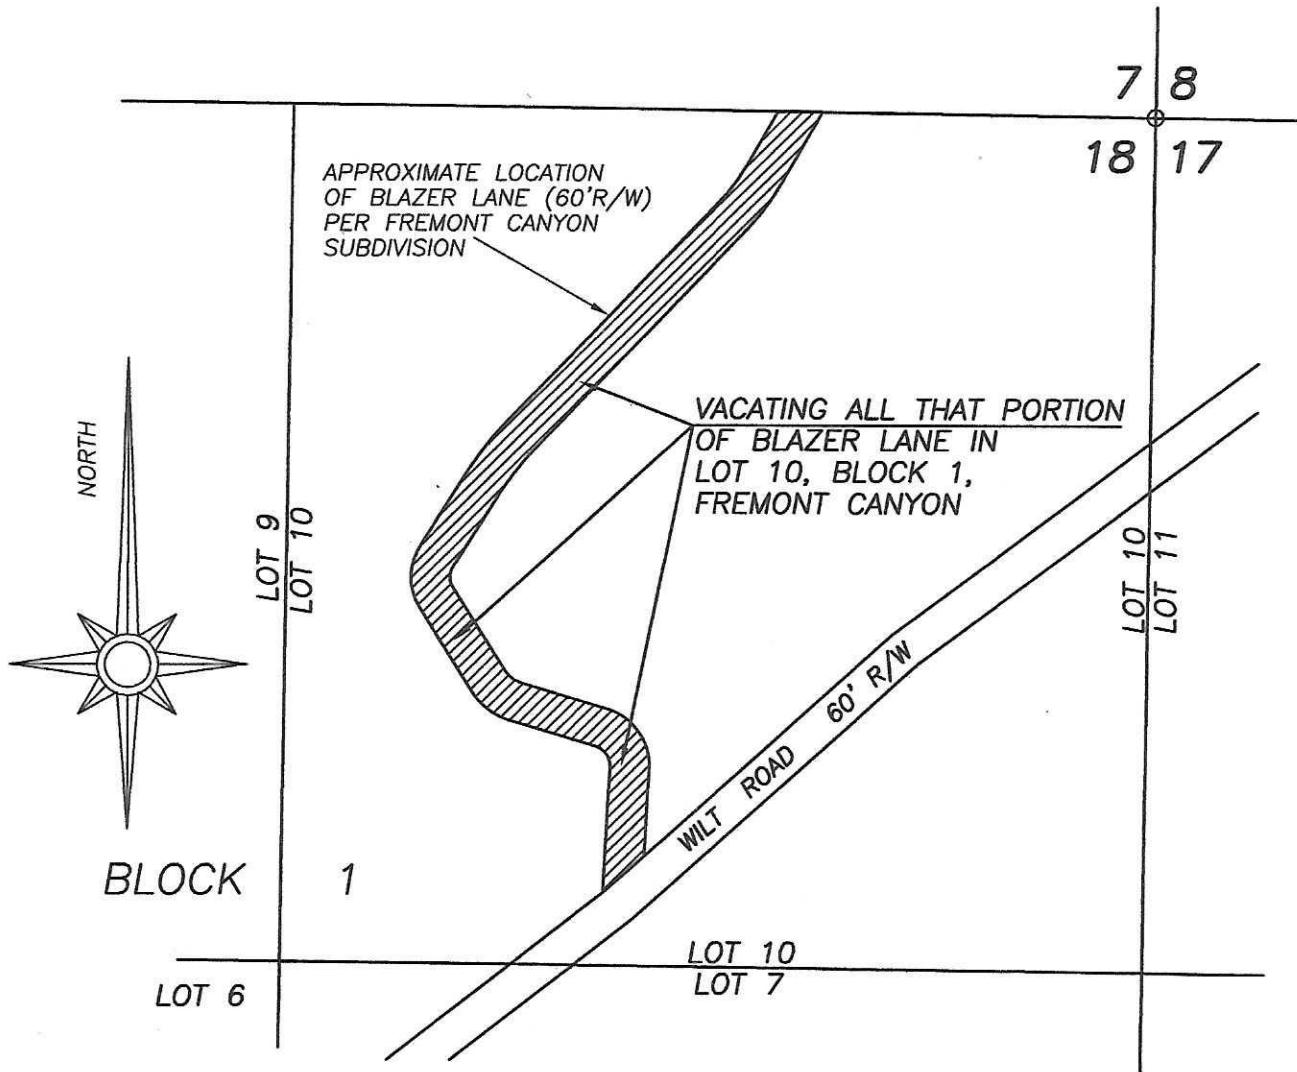 7 8
18 17
APPROXIMATE LOCATION
OF BLAZER LANE (60'R/W)
PER FREMONT CANYON
SUBDIVISION
VACATING ALL THAT PORTION
OF BLAZER LANE IN
LOT 10, BLOCK 1,
FREMONT CANYON
NORTH
LOT 9
LOT 10
LOT 10
LOT 11
WILT ROAD 60' R/W
BLOCK 1
LOT 10
LOT 7
LOT 6